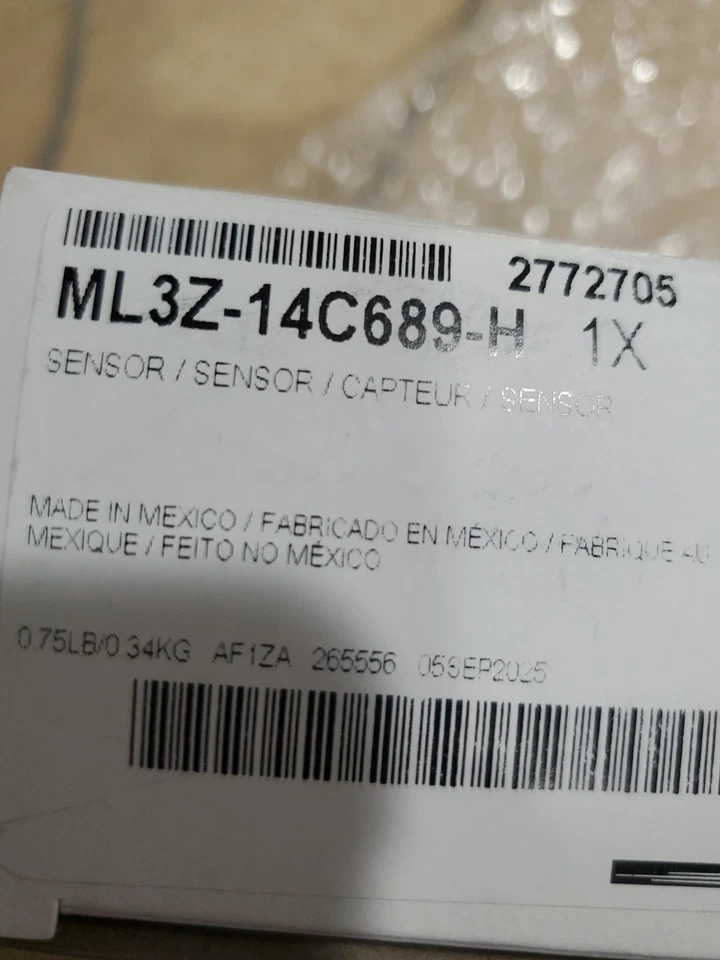 2772705
ML3Z-14C689-H 1X
SENSOR / SENSOR / CAPTEUR / SENSOR
MADE IN MEXICO / FABRICADO EN MÉXICO / FABRIQUE AU
MEXIQUE / FEITO NO MÉXICO
0.75LB/0.34KG AF1ZA 265556 05SEP2025